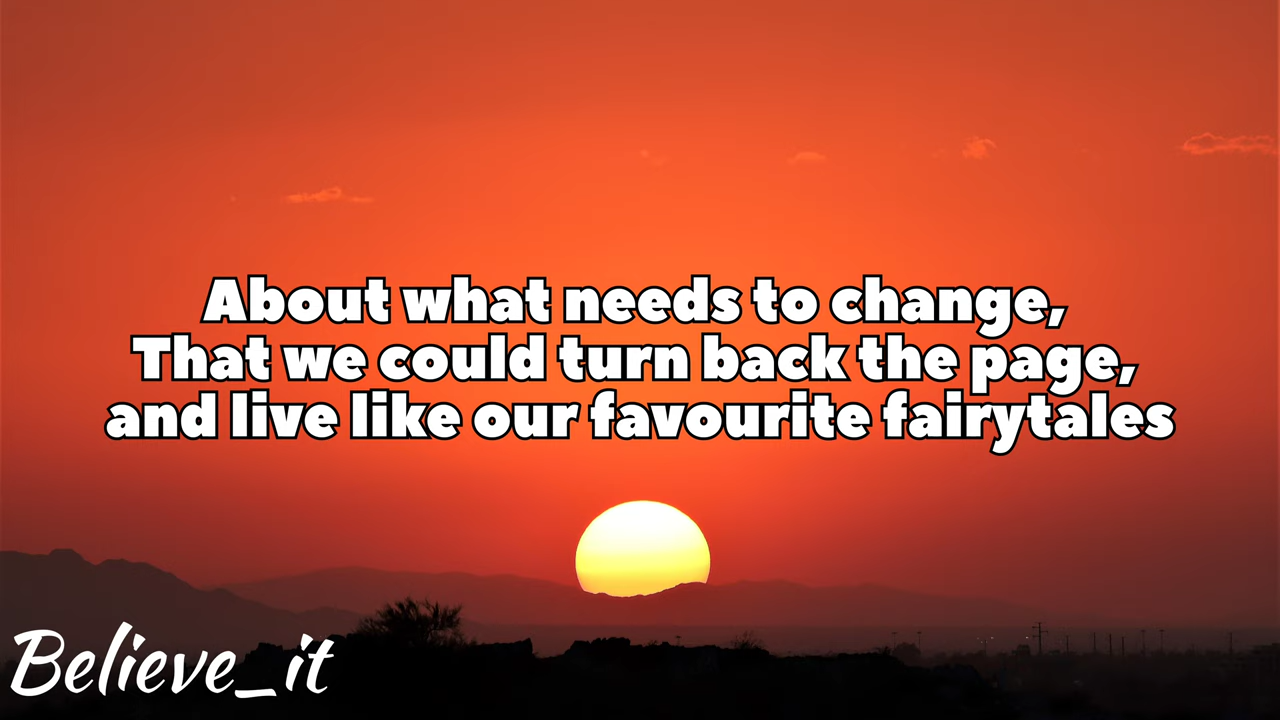 About what needs to change,
That we could turn back the page,
and live like our favourite fairytales
Believe_it